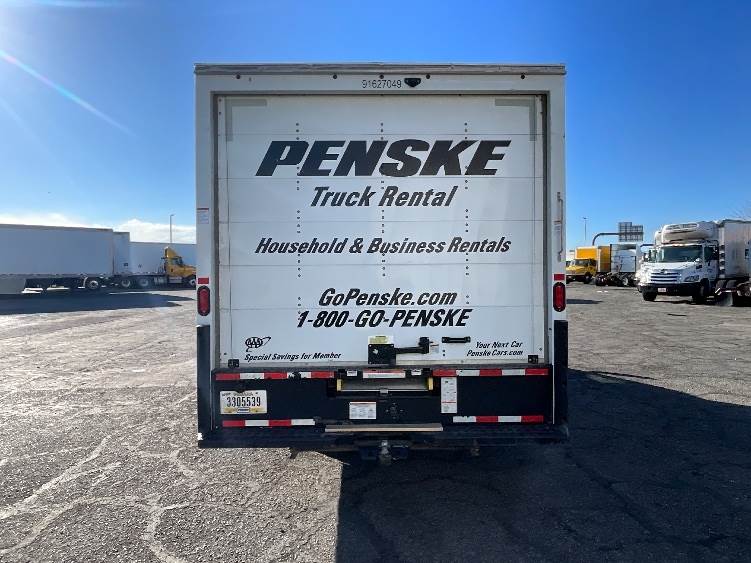 91627049
PENSKE
Truck Rental
Household & Business Rentals
GoPenske.com
1-800-GO-PENSKE
AAA
Special Savings for Member
Your Next Car
PenskeCars.com
3305539